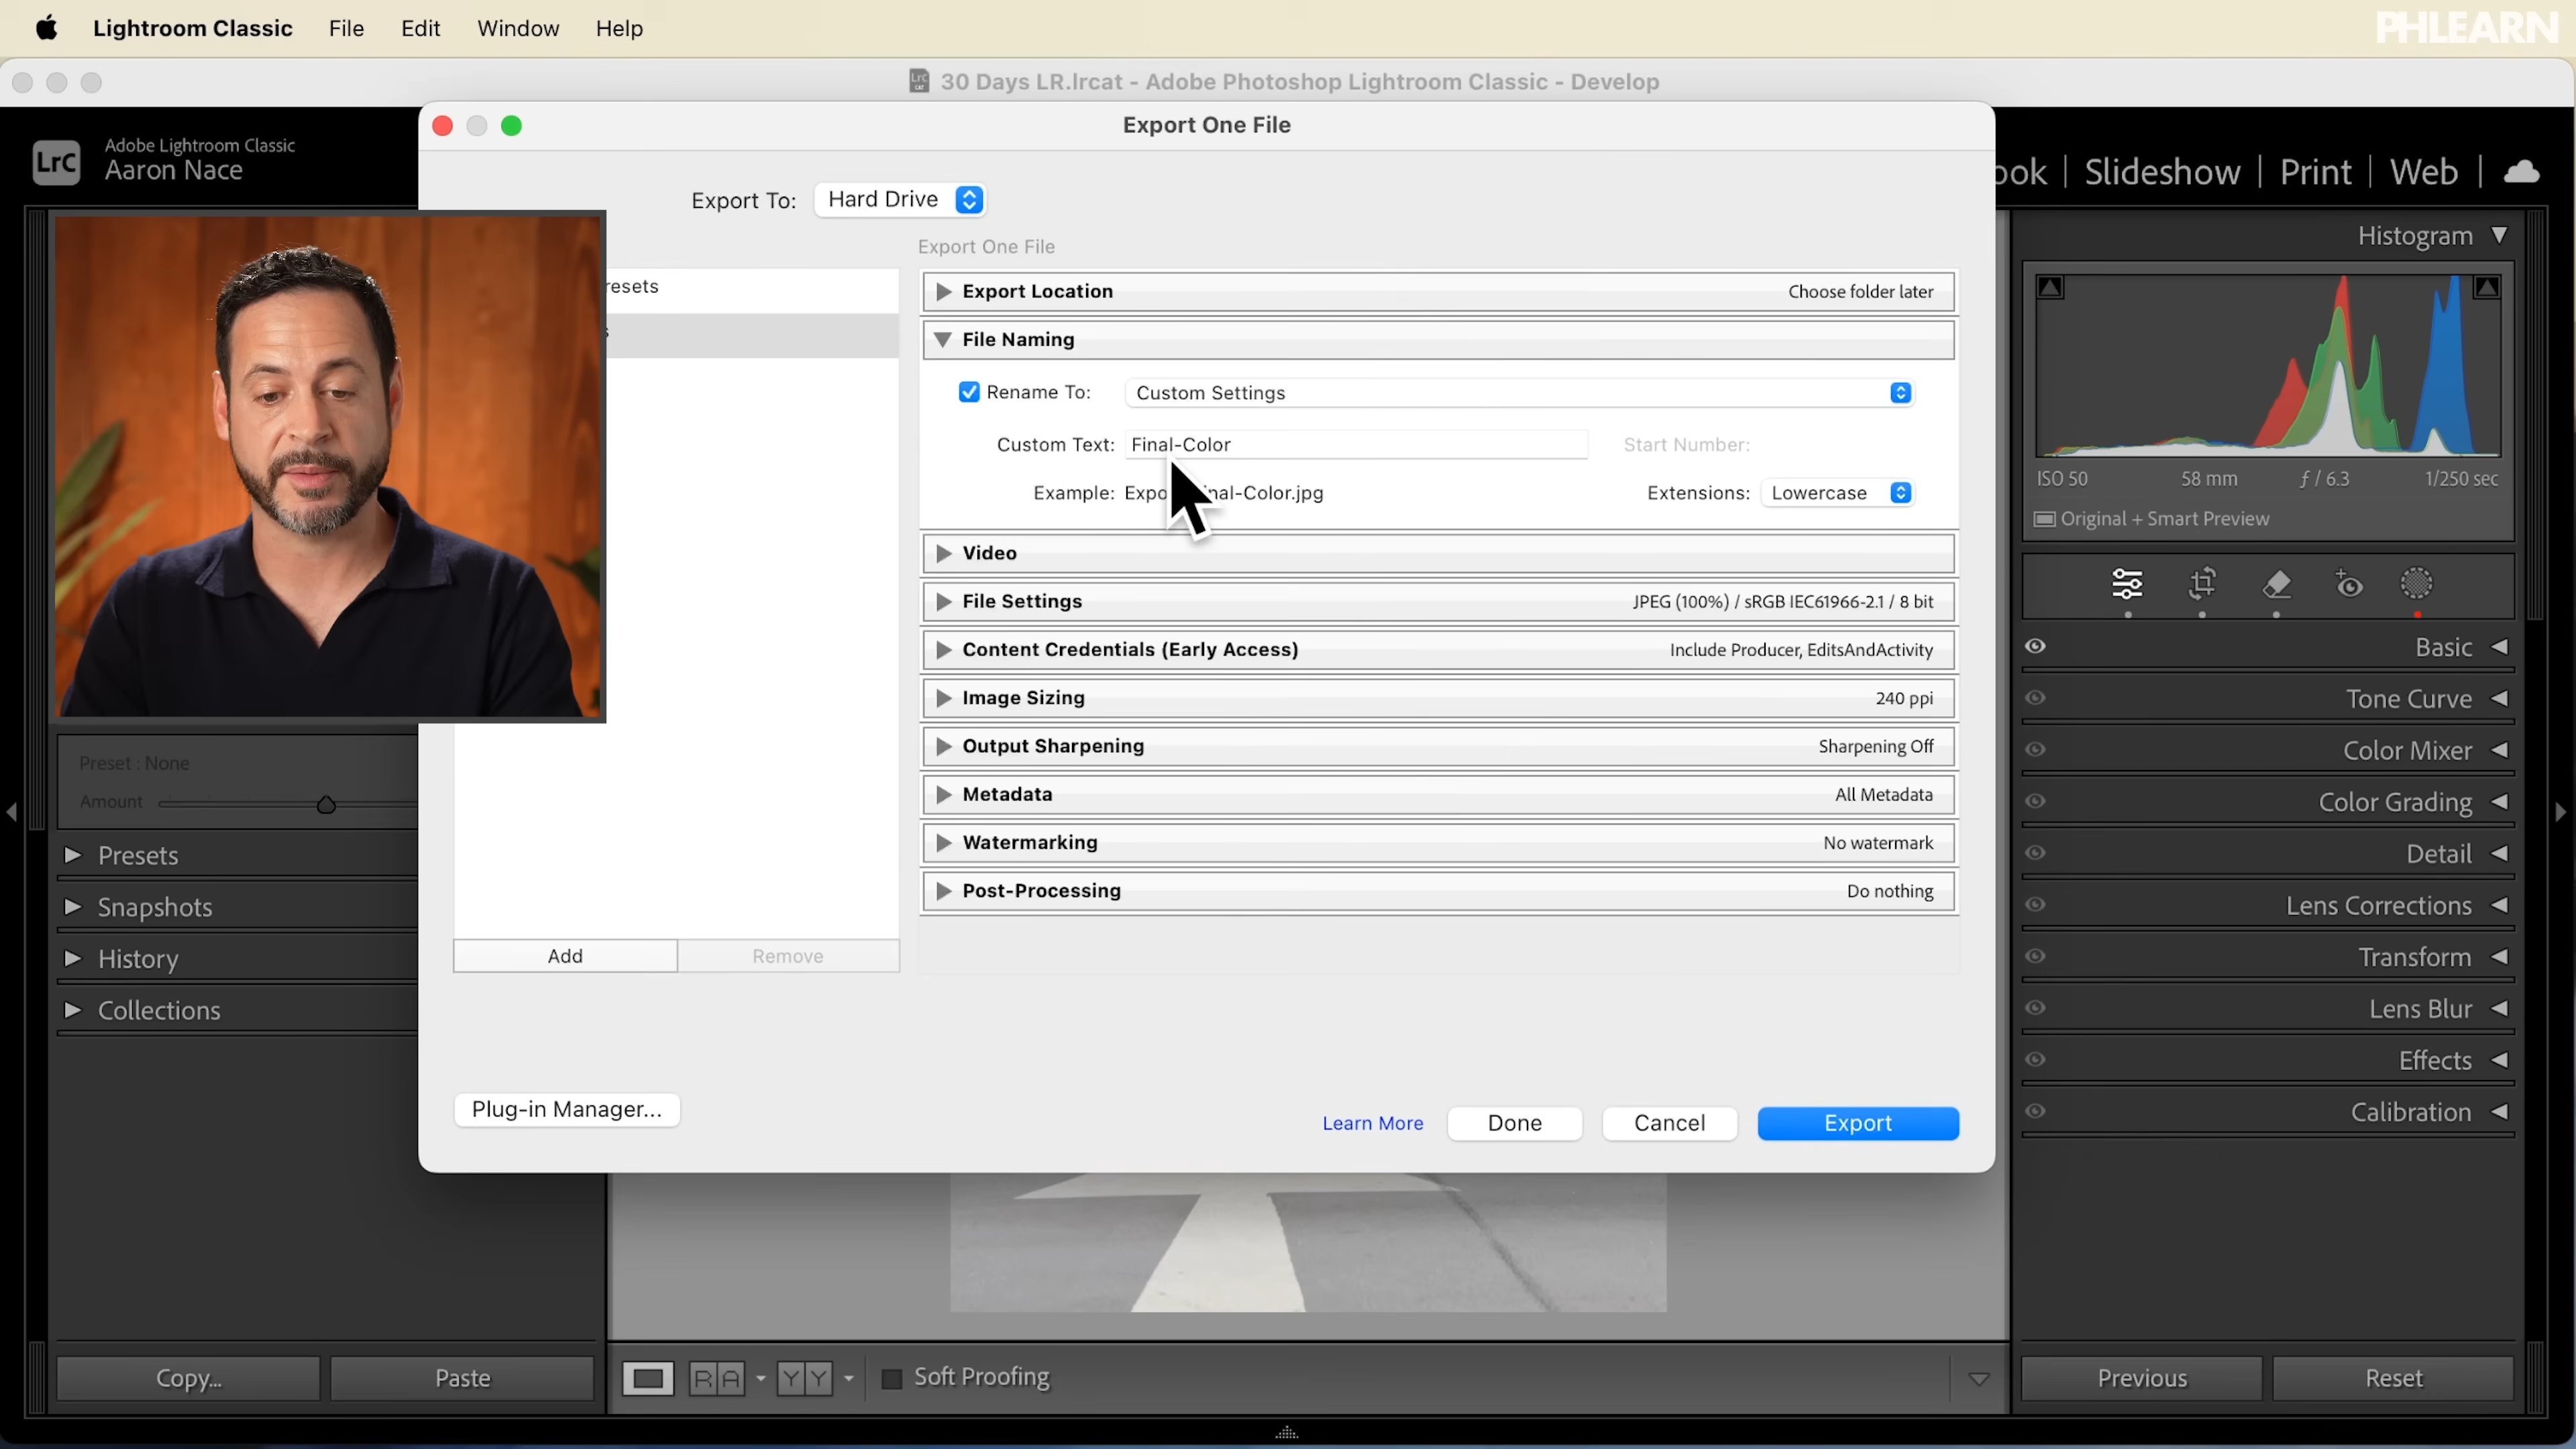 Lightroom Classic File Edit Window Help
PHLEARN
30 Days LR.lrcat - Adobe Photoshop Lightroom Classic - Develop
Export One File
LrC
Adobe Lightroom Classic
Aaron Nace
ook | Slideshow | Print | Web |
Export To: Hard Drive
Export One File
resets
Export Location Choose folder later
File Naming
Rename To: Custom Settings
Custom Text: Final-Color Start Number:
Example: Expo nal-Color.jpg Extensions: Lowercase
Video
File Settings JPEG (100%) / sRGB IEC61966-2.1 / 8 bit
Content Credentials (Early Access) Include Producer, EditsAndActivity
Image Sizing 240 ppi
Output Sharpening Sharpening Off
Metadata All Metadata
Watermarking No watermark
Post-Processing Do nothing
Add Remove
Plug-in Manager...
Learn More Done Cancel Export
Histogram
ISO 50 58 mm ƒ / 6.3 1/250 sec
Original + Smart Preview
Basic
Tone Curve
Color Mixer
Color Grading
Detail
Lens Corrections
Transform
Lens Blur
Effects
Calibration
Preset : None
Amount
Presets
Snapshots
History
Collections
Copy... Paste
R A Y Y Soft Proofing
Previous Reset